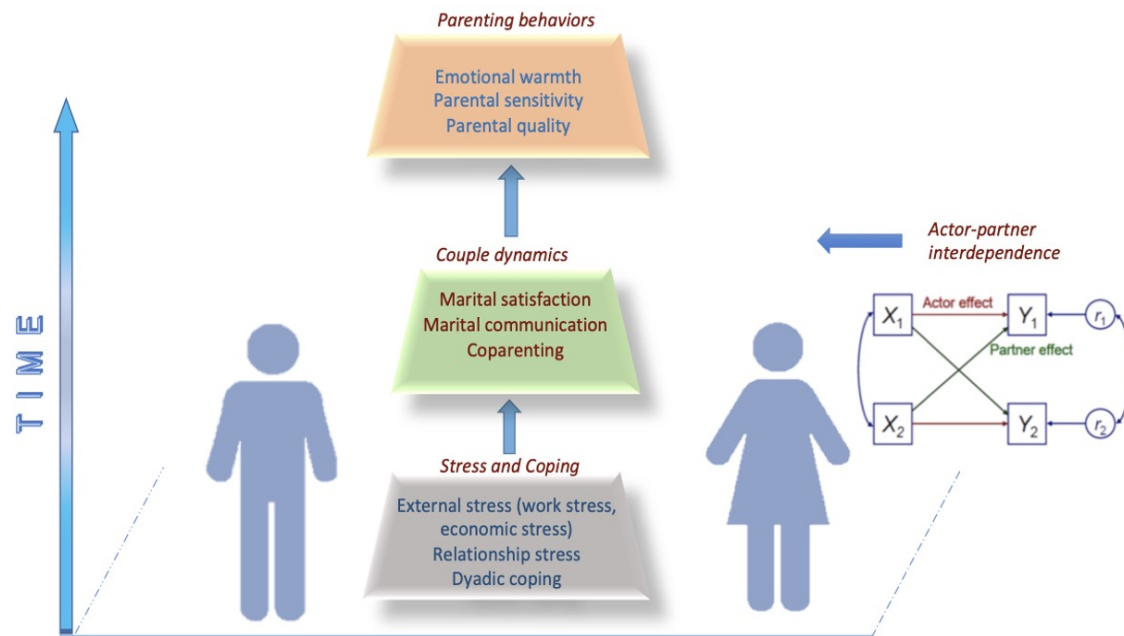 Parenting behaviors
Emotional warmth
Parental sensitivity
Parental quality
Couple dynamics
Marital satisfaction
Marital communication
Coparenting
Stress and Coping
External stress (work stress,
economic stress)
Relationship stress
Dyadic coping
TIME
Actor-partner
interdependence
X1
Actor effect
Y1
r1
Partner effect
X2
Y2
r2